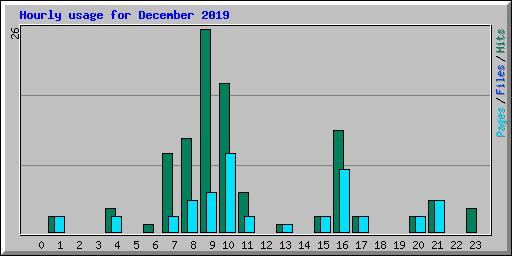 Hourly usage for December 2019
26
Pages/Files/Hits
0 1 2 3 4 5 6 7 8 9 10 11 12 13 14 15 16 17 18 19 20 21 22 23